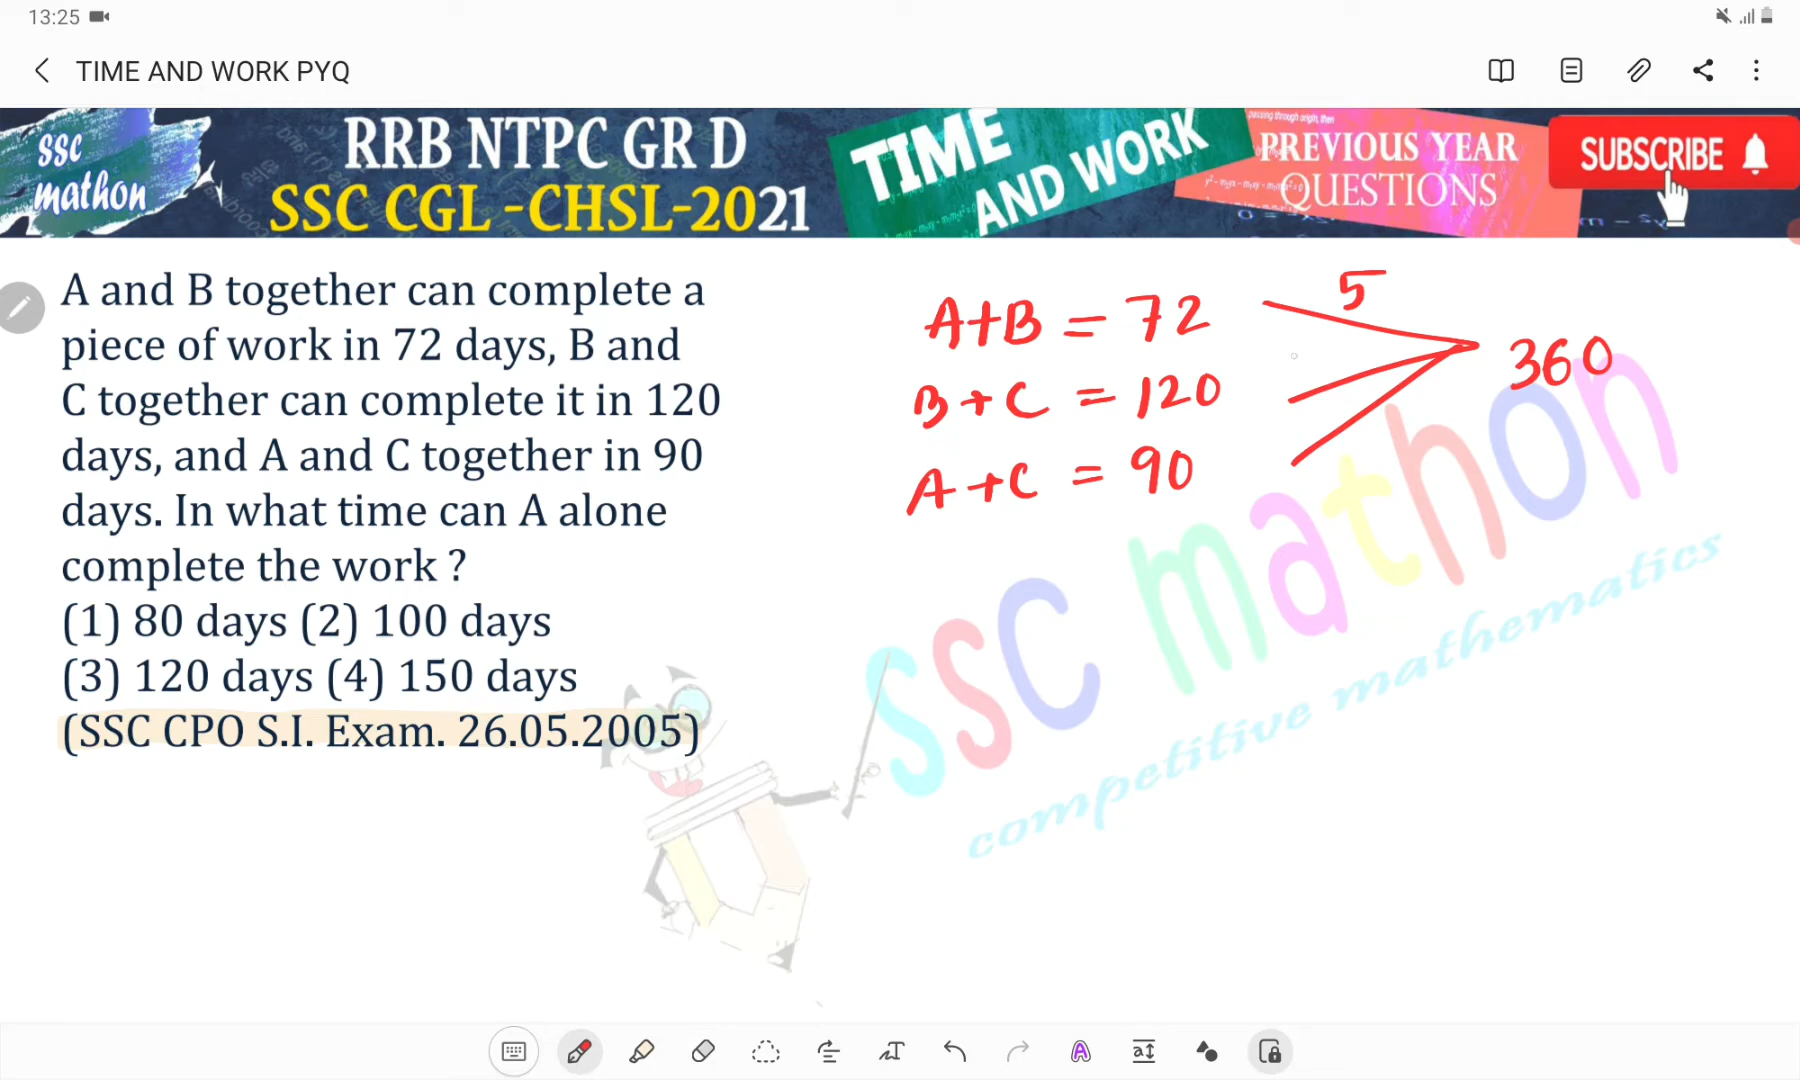 13:25
TIME AND WORK PYQ
SSC
mathon
RRB NTPC GR D
SSC CGL -CHSL-2021
TIME
AND WORK
PREVIOUS YEAR
QUESTIONS
SUBSCRIBE
A and B together can complete a
piece of work in 72 days, B and
C together can complete it in 120
days, and A and C together in 90
days. In what time can A alone
complete the work ?
(1) 80 days (2) 100 days
(3) 120 days (4) 150 days
(SSC CPO S.I. Exam. 26.05.2005)
A+B = 72
5
B+C = 120
360
A+C = 90
SSC mathon
competitive mathematics